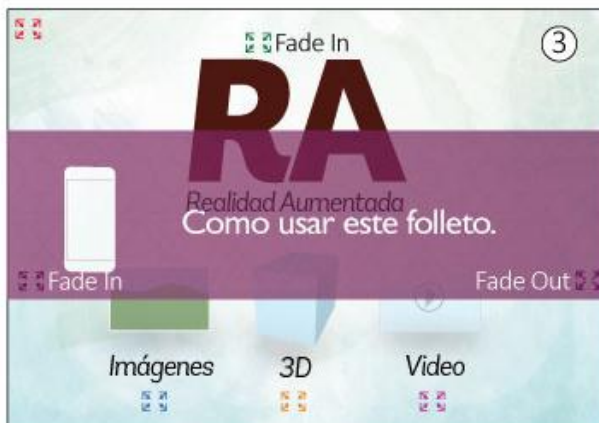 Fade In
3
RA
Realidad Aumentada
Como usar este folleto.
Fade In
Fade Out
Imágenes
3D
Video